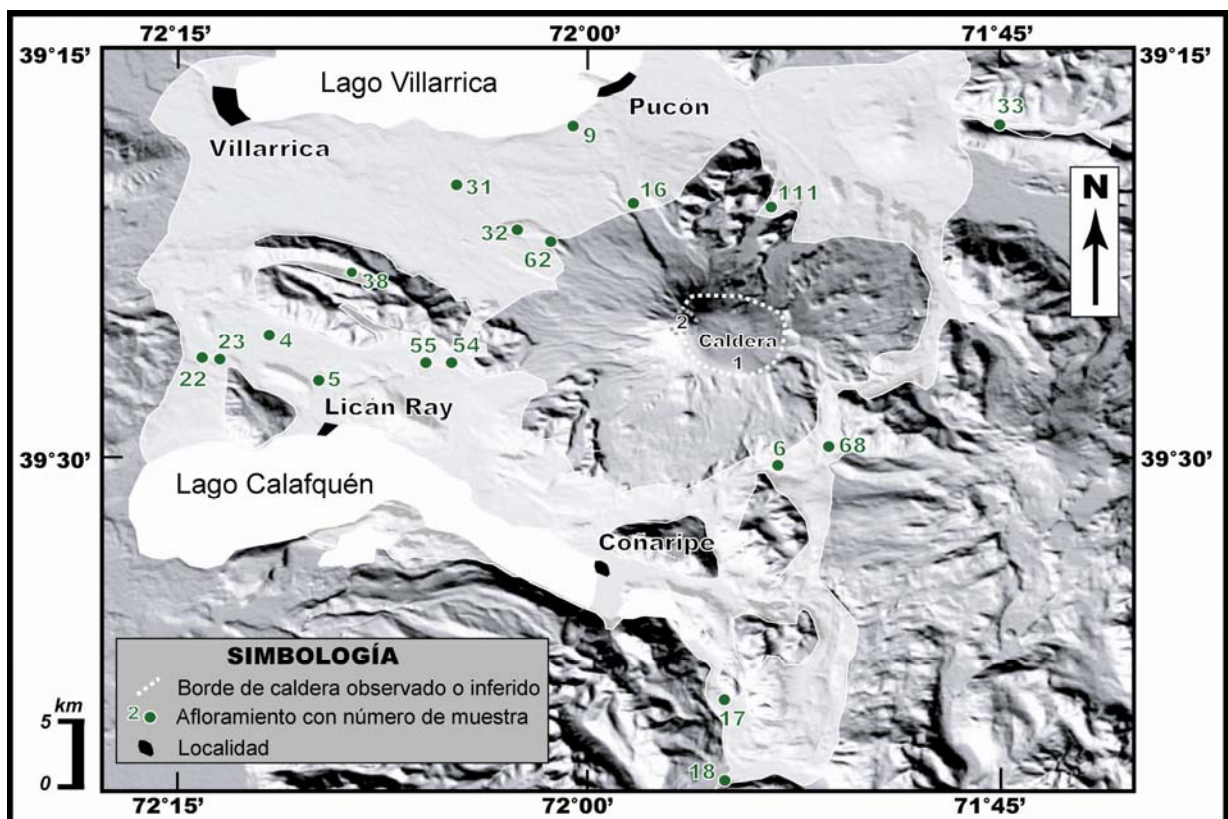 72°15’
72°00’
71°45’
39°15’
39°15’
Lago Villarrica
Pucón
Villarrica
9
33
N
31
16
111
32
62
38
2
Caldera
1
4
23
22
55
54
5
Licán Ray
39°30’
39°30’
6
68
Lago Calafquén
Coñaripe
SIMBOLOGÍA
Borde de caldera observado o inferido
2
Afloramiento con número de muestra
Localidad
km
5
0
17
18
72°15’
72°00’
71°45’